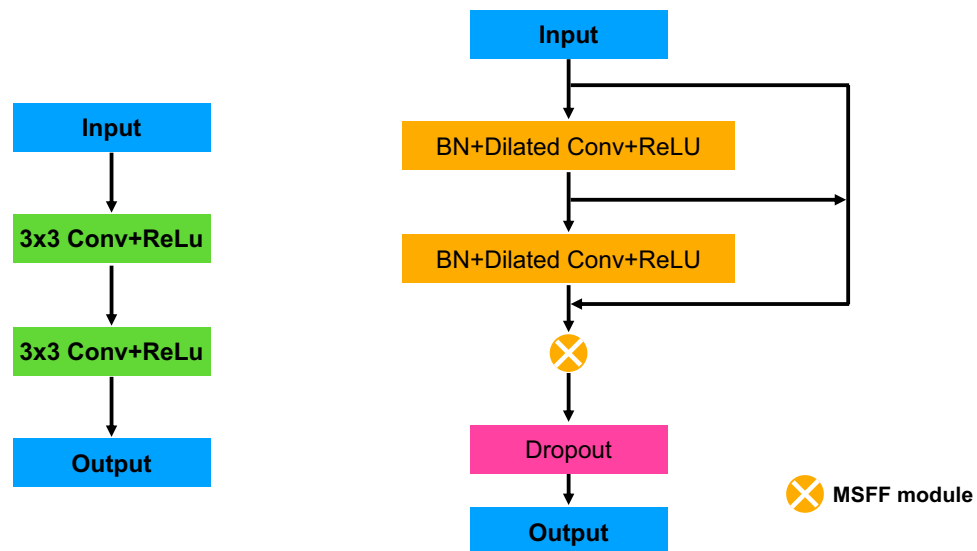 Input
3x3 Conv+ReLu
3x3 Conv+ReLu
Output
Input
BN+Dilated Conv+ReLU
BN+Dilated Conv+ReLU
Dropout
Output
MSFF module